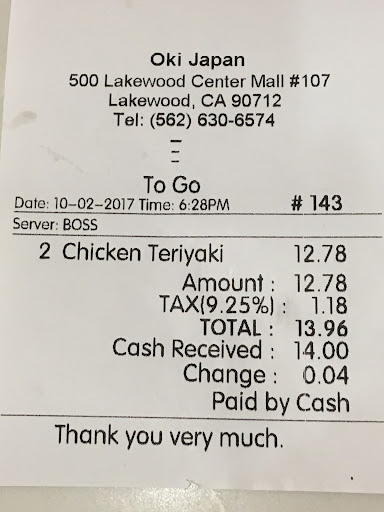 Oki Japan
500 Lakewood Center Mall #107
Lakewood, CA 90712
Tel: (562) 630-6574
To Go
Date: 10-02-2017 Time: 6:28PM # 143
Server: BOSS
2 Chicken Teriyaki 12.78
Amount : 12.78
TAX(9.25%) : 1.18
TOTAL : 13.96
Cash Received : 14.00
Change : 0.04
Paid by Cash
Thank you very much.